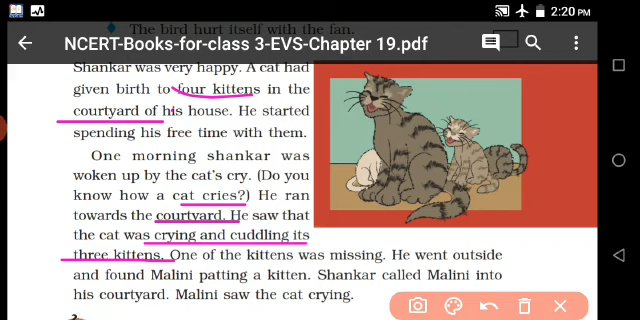 2:20 PM
The bird hurt itself with the fan.
NCERT-Books-for-class 3-EVS-Chapter 19.pdf
Shankar was very happy. A cat had
given birth to four kittens in the
courtyard of his house. He started
spending his free time with them.
One morning shankar was
woken up by the cat's cry. (Do you
know how a cat cries?) He ran
towards the courtyard. He saw that
the cat was crying and cuddling its
three kittens. One of the kittens was missing. He went outside
and found Malini patting a kitten. Shankar called Malini into
his courtyard. Malini saw the cat crying.